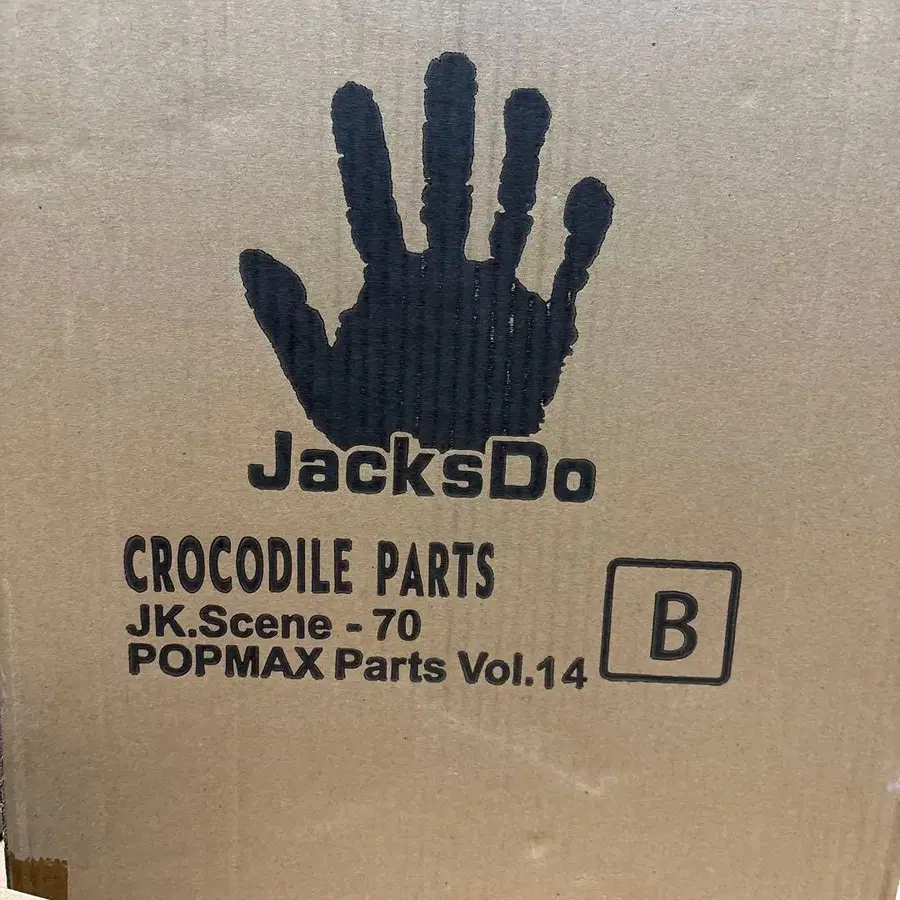 JacksDo
CROCODILE PARTS
JK.Scene - 70
POPMAX Parts Vol.14
B